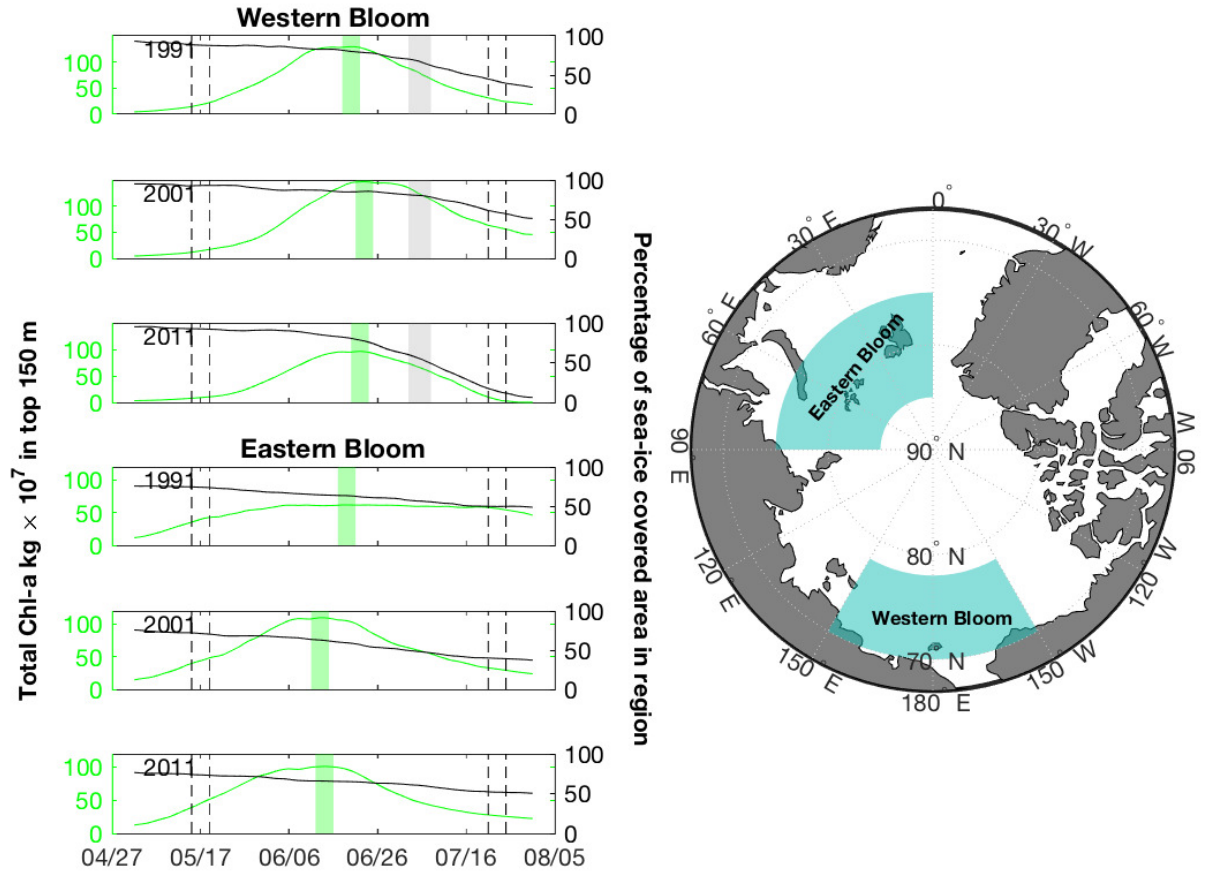 Western Bloom
1991
100
50
0
100
50
0
2001
100
50
0
100
50
0
2011
100
50
0
100
50
0
Eastern Bloom
1991
100
50
0
100
50
0
2001
100
50
0
100
50
0
2011
100
50
0
100
50
0
04/27 05/17 06/06 06/26 07/16 08/05
Total Chl-a kg × 10⁷ in top 150 m
Percentage of sea-ice covered area in region
0°
30° E
30° W
60° E
60° W
Eastern Bloom
90° E
90° N
90° W
80° N
120° E
120° W
Western Bloom
70° N
150° E
150° W
180° E